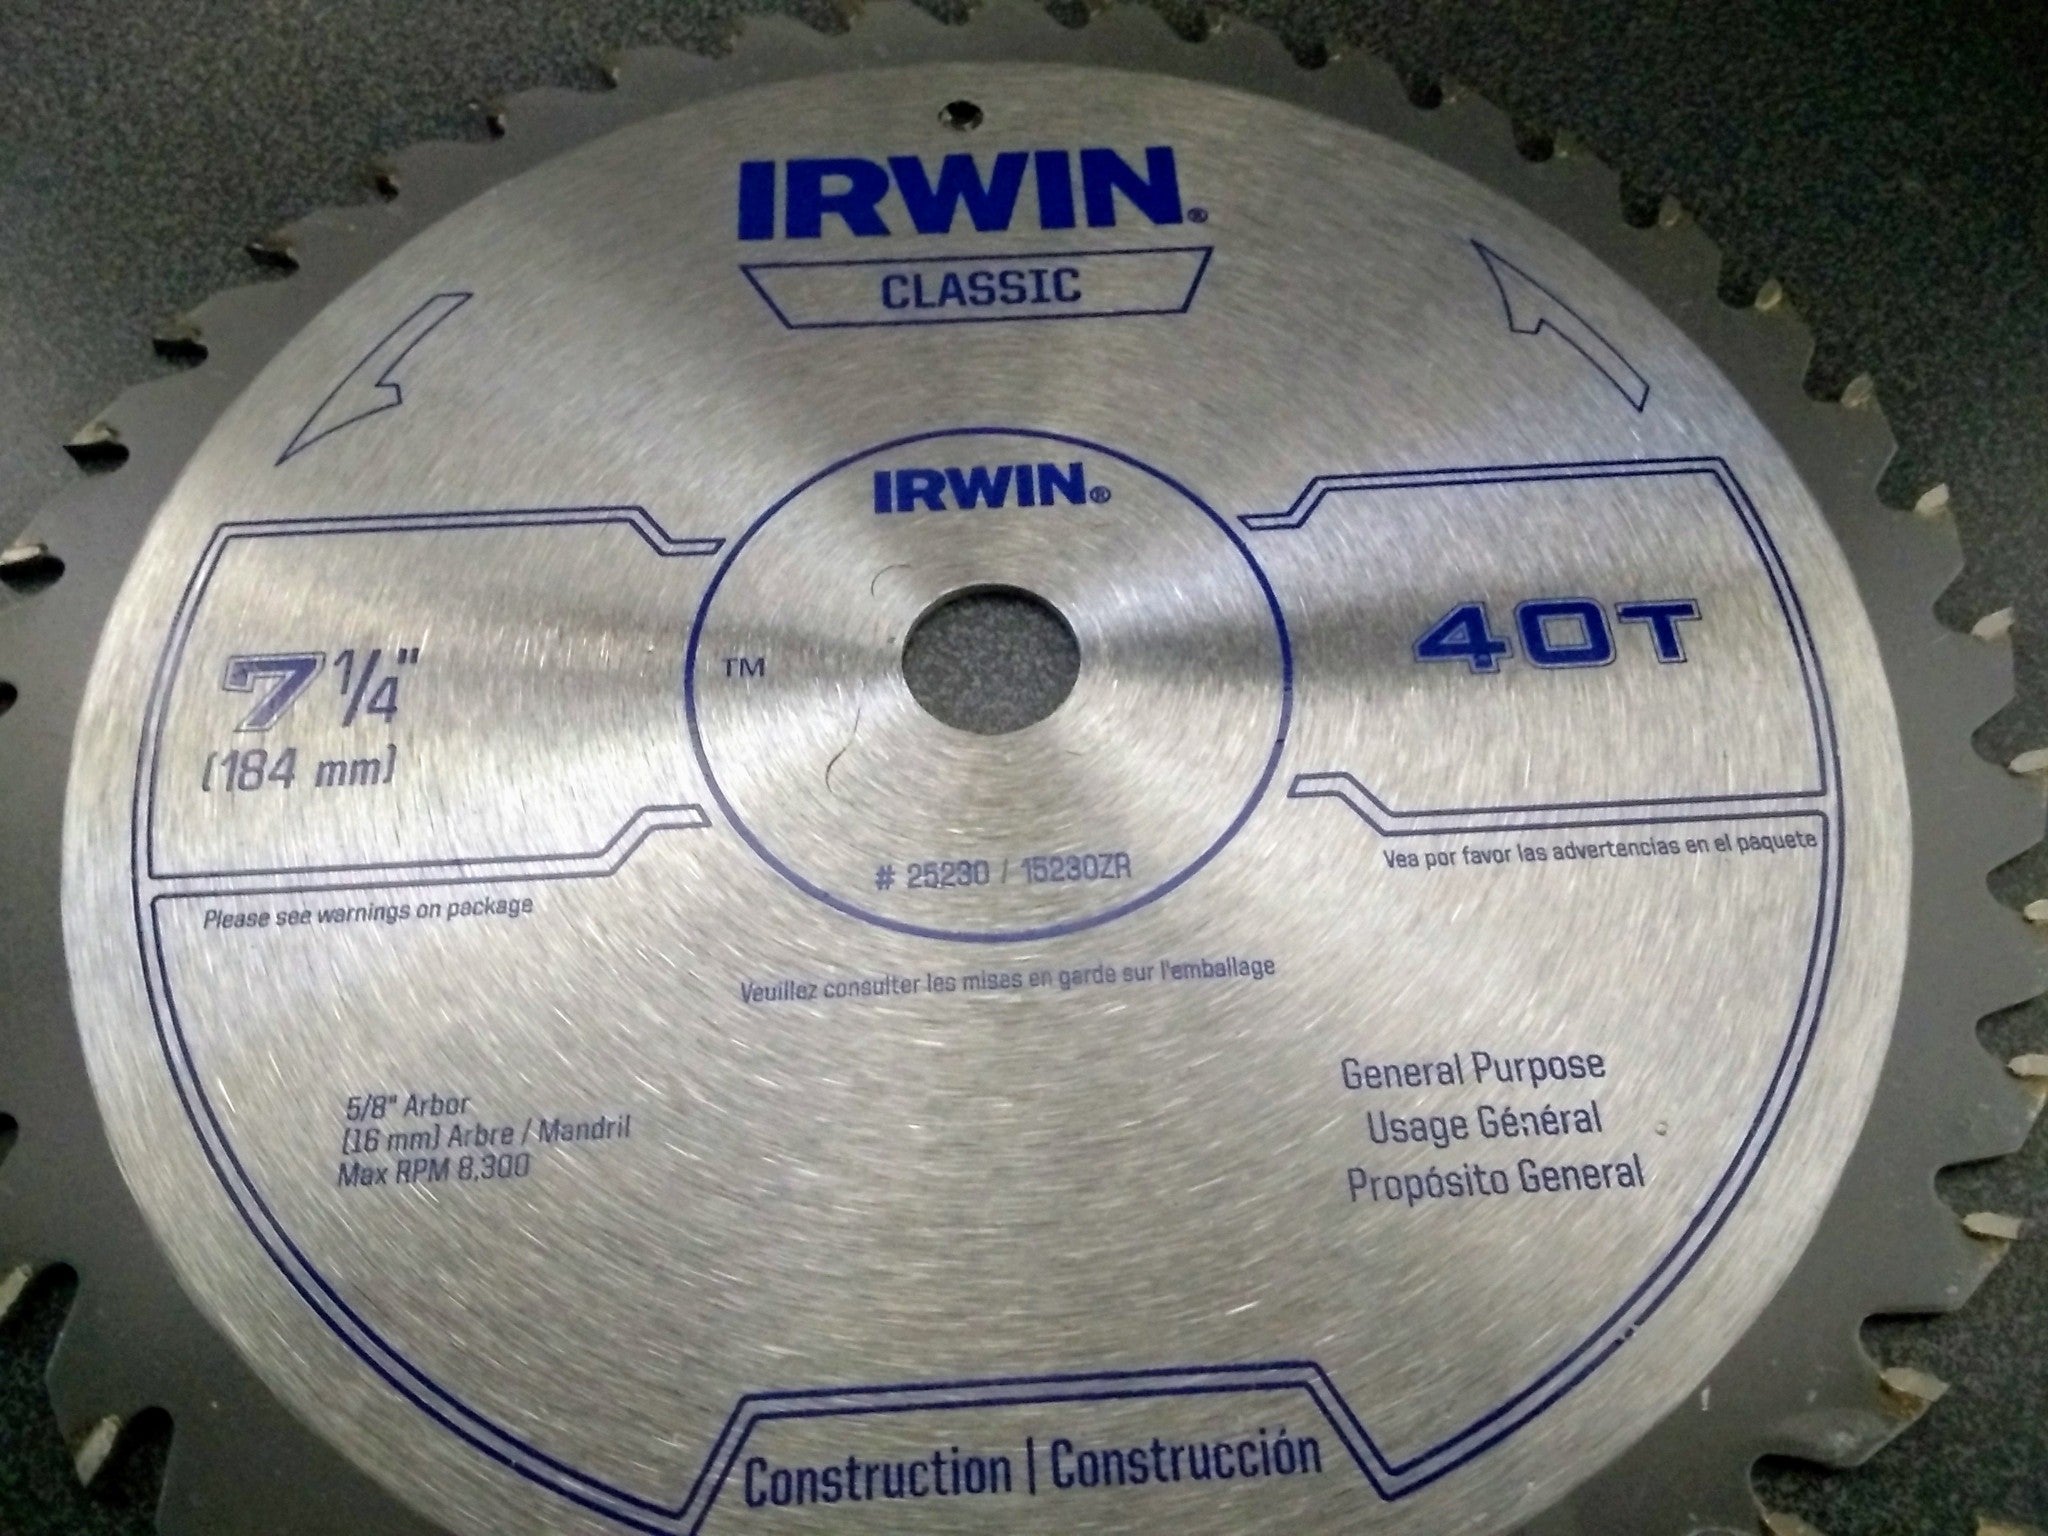 IRWIN®
CLASSIC
IRWIN®
7 1/4"
(184 mm)
TM
40T
# 25230 / 15230ZR
Please see warnings on package
Vea por favor las advertencias en el paquete
Veuillez consulter les mises en garde sur l'emballage
5/8" Arbor
(16 mm) Arbre / Mandril
Max RPM 8,300
General Purpose
Usage Général
Propósito General
Construction | Construcción